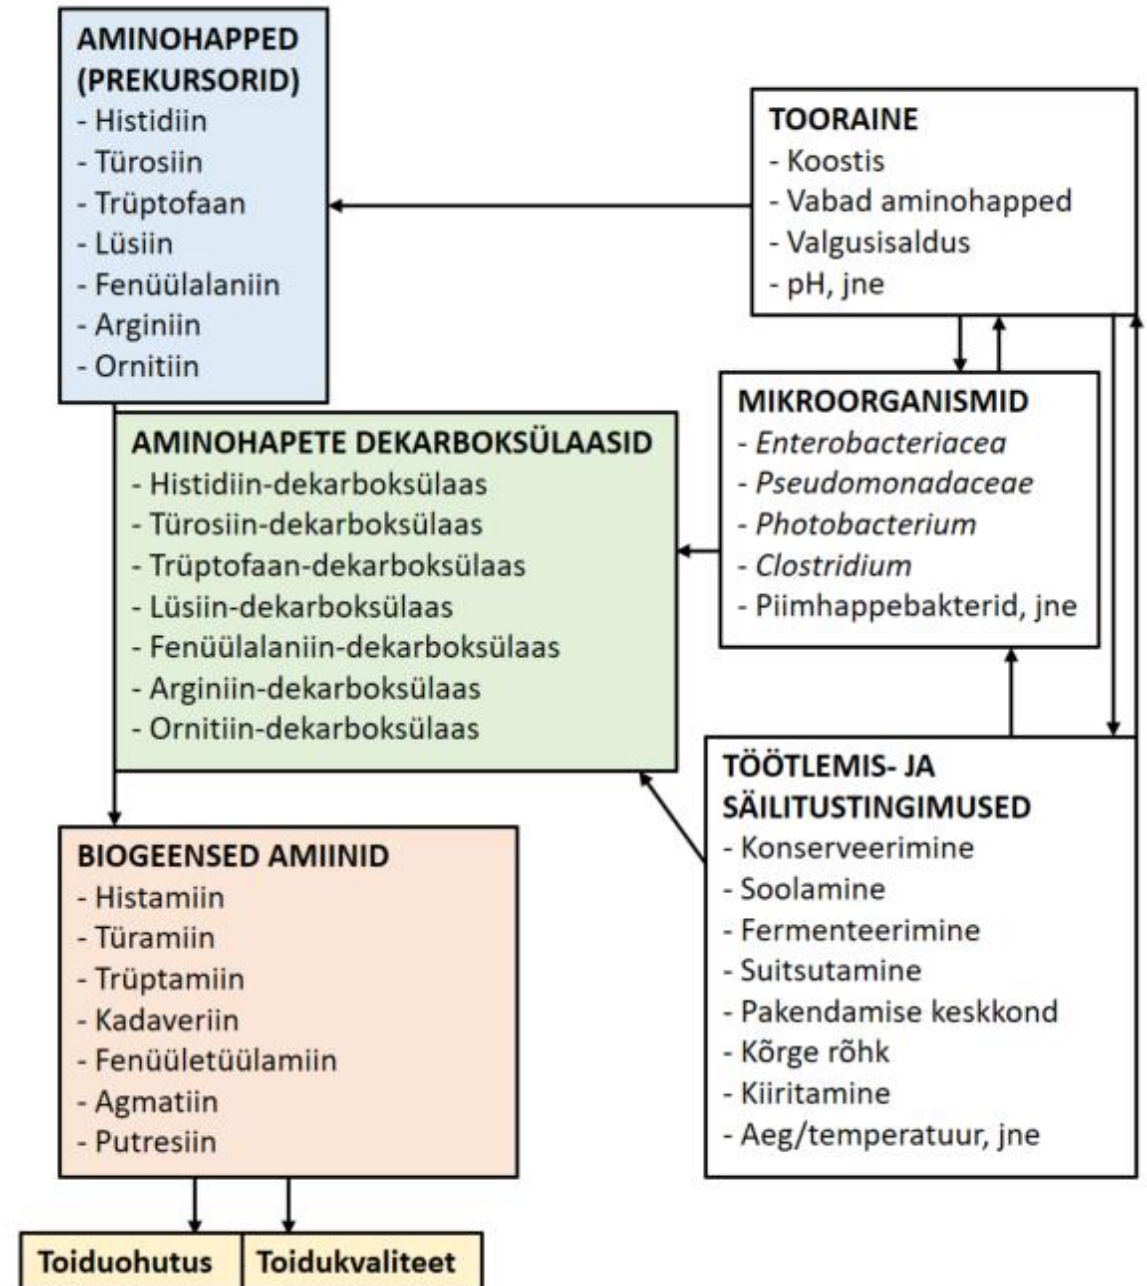 AMINOHAPPED
(PREKURSORID)
- Histidiin
- Türosiin
- Trüptofaan
- Lüsiin
- Fenüülalaniin
- Arginiin
- Ornitiin
TOORAINE
- Koostis
- Vabad aminohapped
- Valgusisaldus
- pH, jne
AMINOHAPETE DEKARBOKSÜLAASID
- Histidiin-dekarboksülaas
- Türosiin-dekarboksülaas
- Trüptofaan-dekarboksülaas
- Lüsiin-dekarboksülaas
- Fenüülalaniin-dekarboksülaas
- Arginiin-dekarboksülaas
- Ornitiin-dekarboksülaas
MIKROORGANISMID
- Enterobacteriacea
- Pseudomonadaceae
- Photobacterium
- Clostridium
- Piimhappebakterid, jne
TÖÖTLEMIS- JA
SÄILITUSTINGIMUSED
- Konserveerimine
- Soolamine
- Fermenteerimine
- Suitsutamine
- Pakendamise keskkond
- Kõrge rõhk
- Kiiritamine
- Aeg/temperatuur, jne
BIOGEENSED AMIINID
- Histamiin
- Türamiin
- Trüptamiin
- Kadaveriin
- Fenüületüülamiin
- Agmatiin
- Putresiin
Toiduohutus
Toidukvaliteet